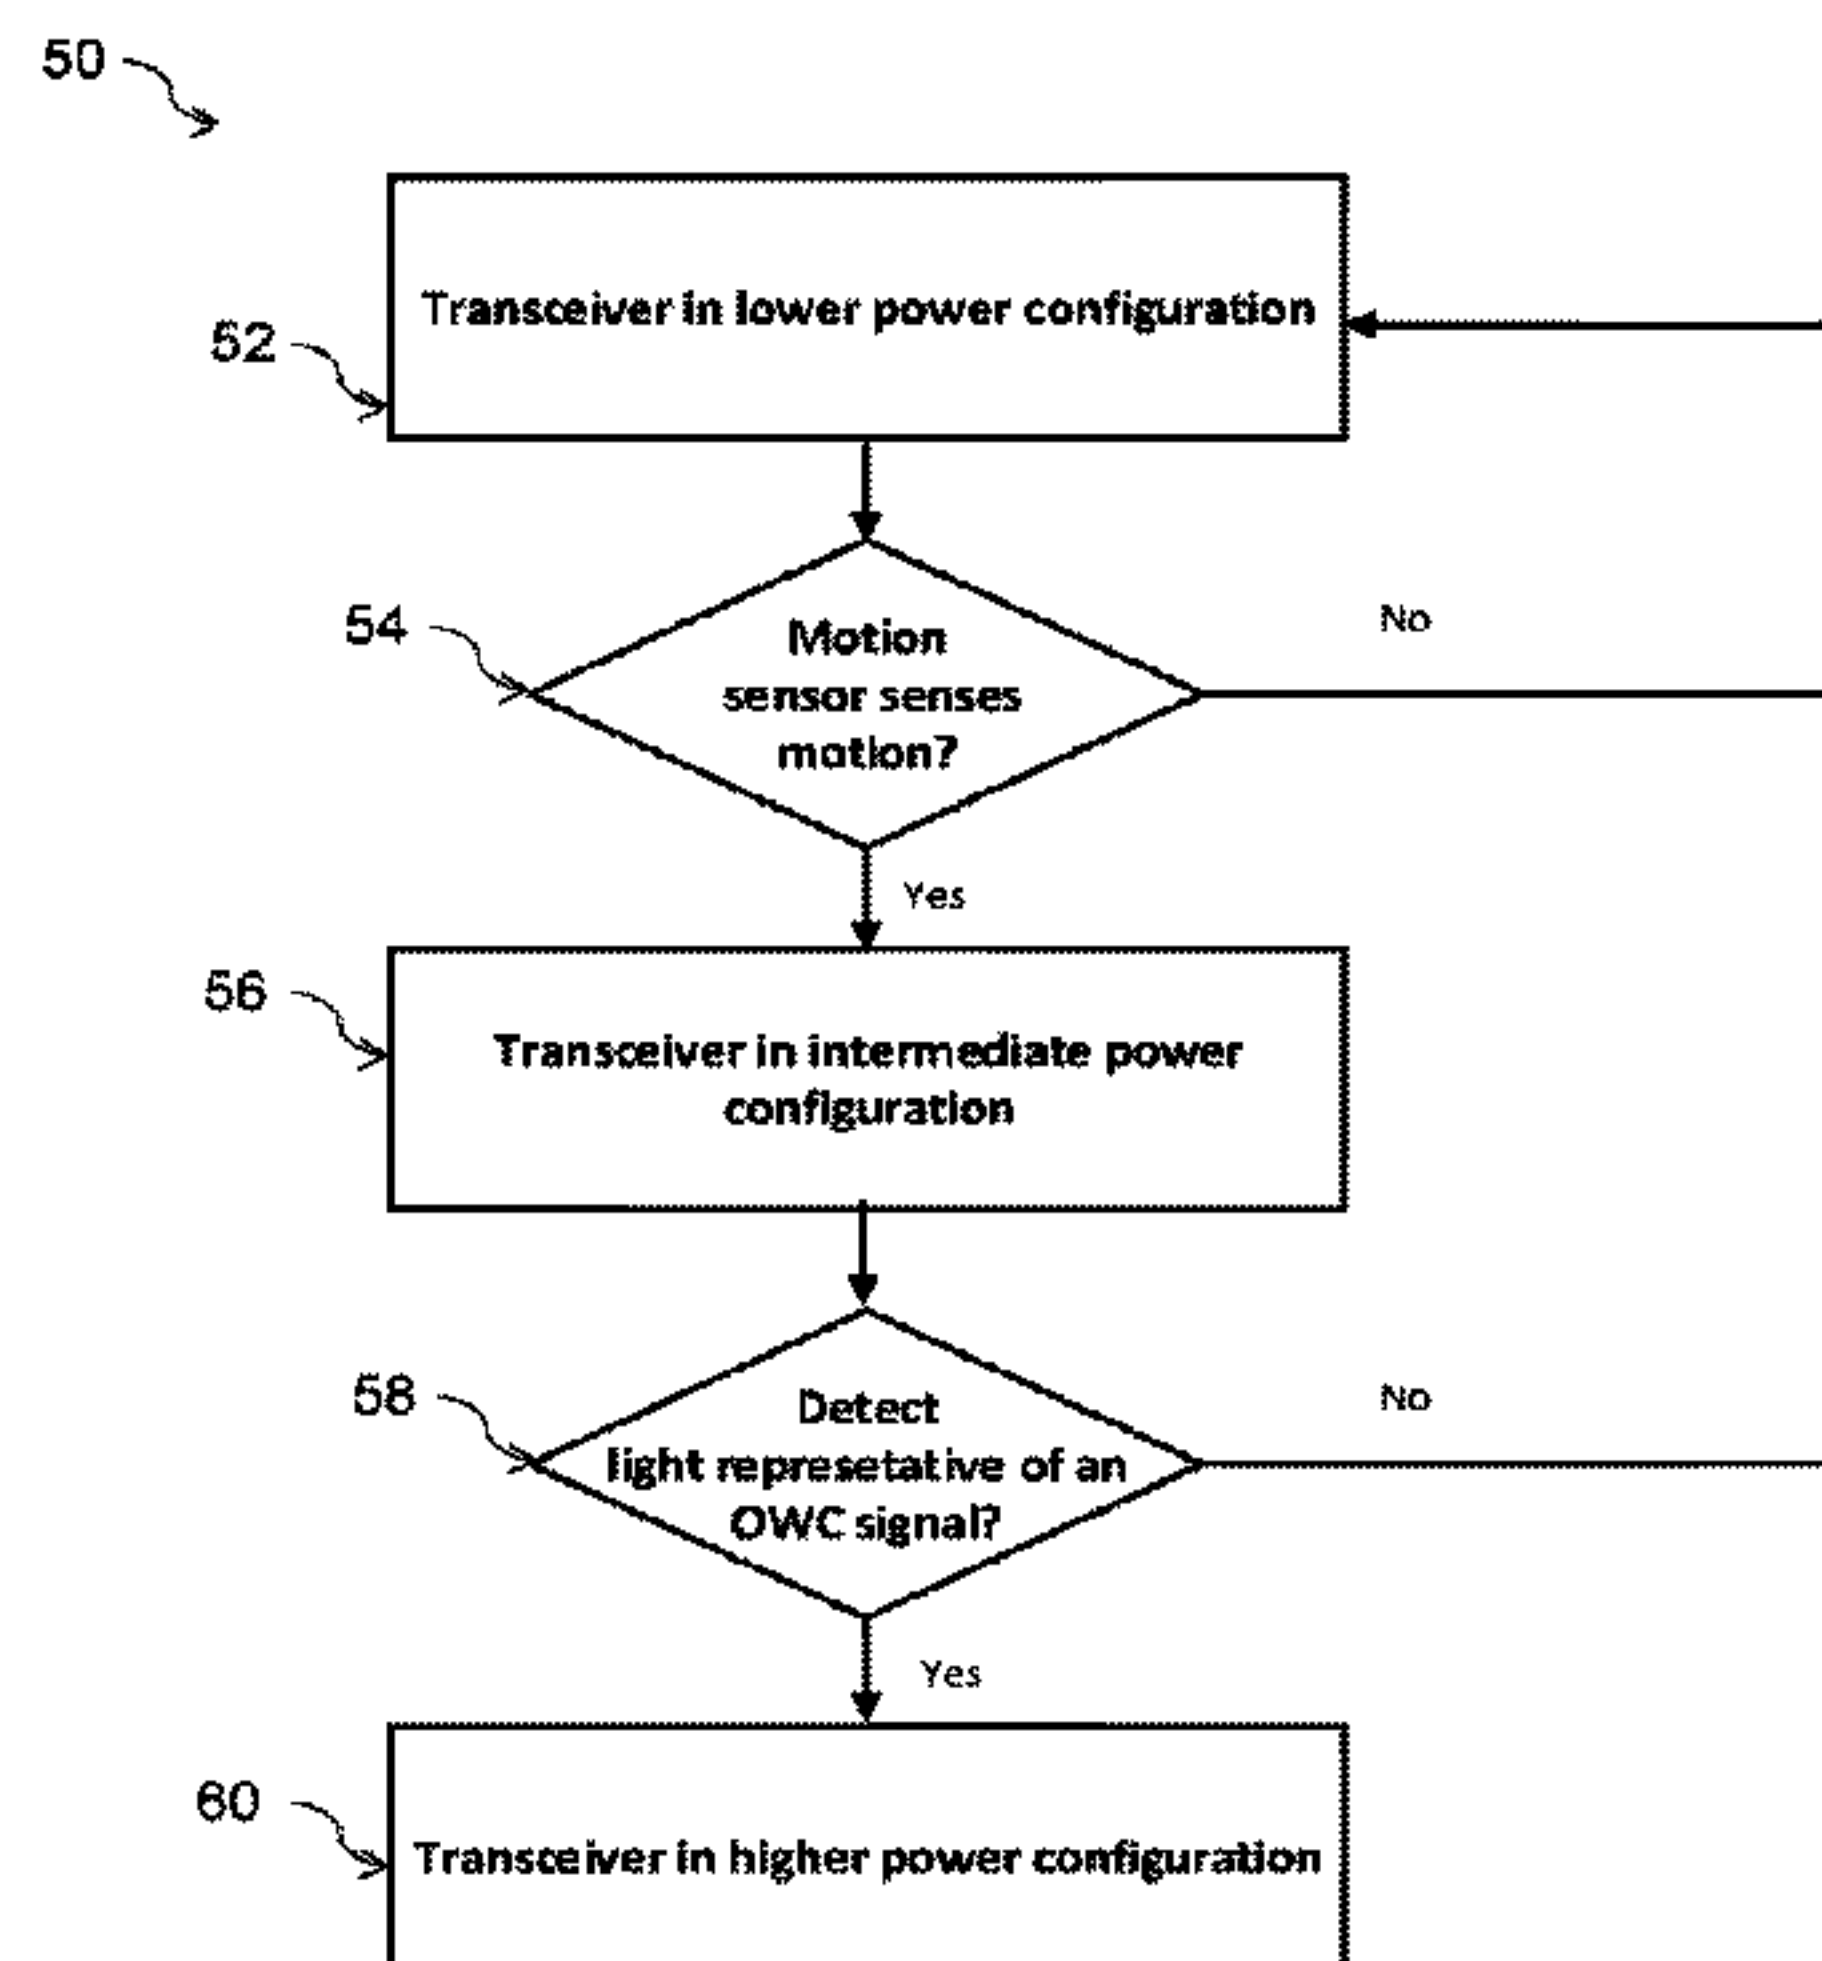 50
Transceiver in lower power configuration
52
54
Motion
sensor senses
motion?
No
Yes
56
Transceiver in intermediate power
configuration
58
Detect
light represetative of an
OWC signal?
No
Yes
60
Transceiver in higher power configuration